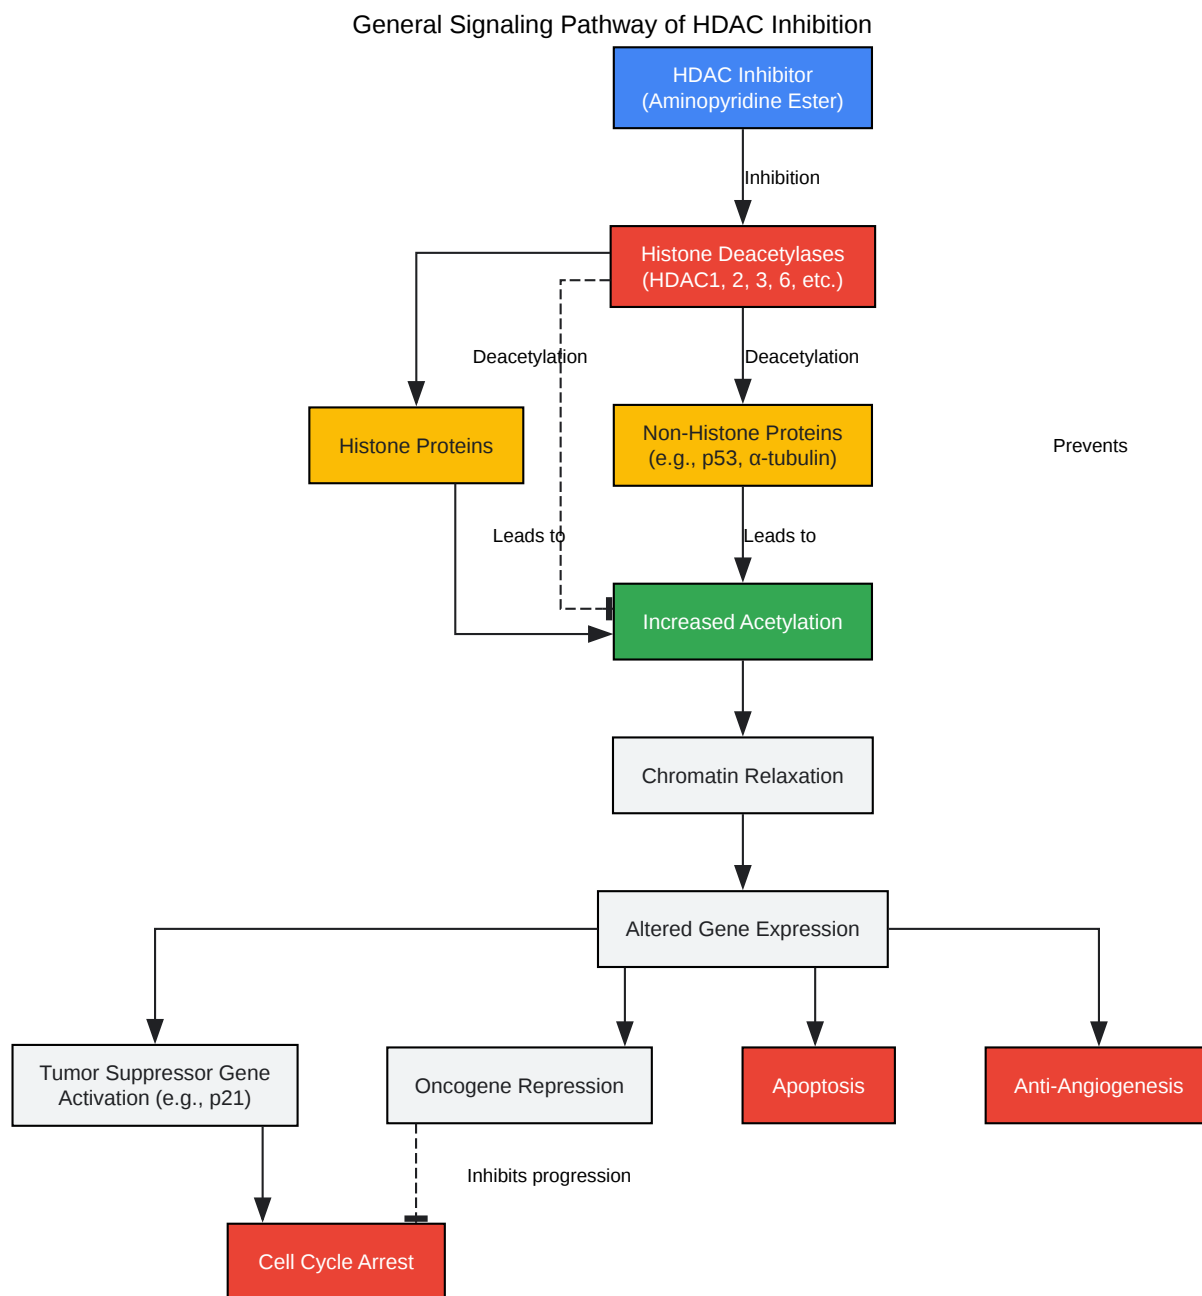 General Signaling Pathway of HDAC Inhibition
HDAC Inhibitor
(Aminopyridine Ester)
Inhibition
Histone Deacetylases
(HDAC1, 2, 3, 6, etc.)
Deacetylation
Deacetylation
Histone Proteins
Non-Histone Proteins
(e.g., p53, α-tubulin)
Prevents
Leads to
Leads to
Increased Acetylation
Chromatin Relaxation
Altered Gene Expression
Tumor Suppressor Gene
Activation (e.g., p21)
Oncogene Repression
Apoptosis
Anti-Angiogenesis
Inhibits progression
Cell Cycle Arrest